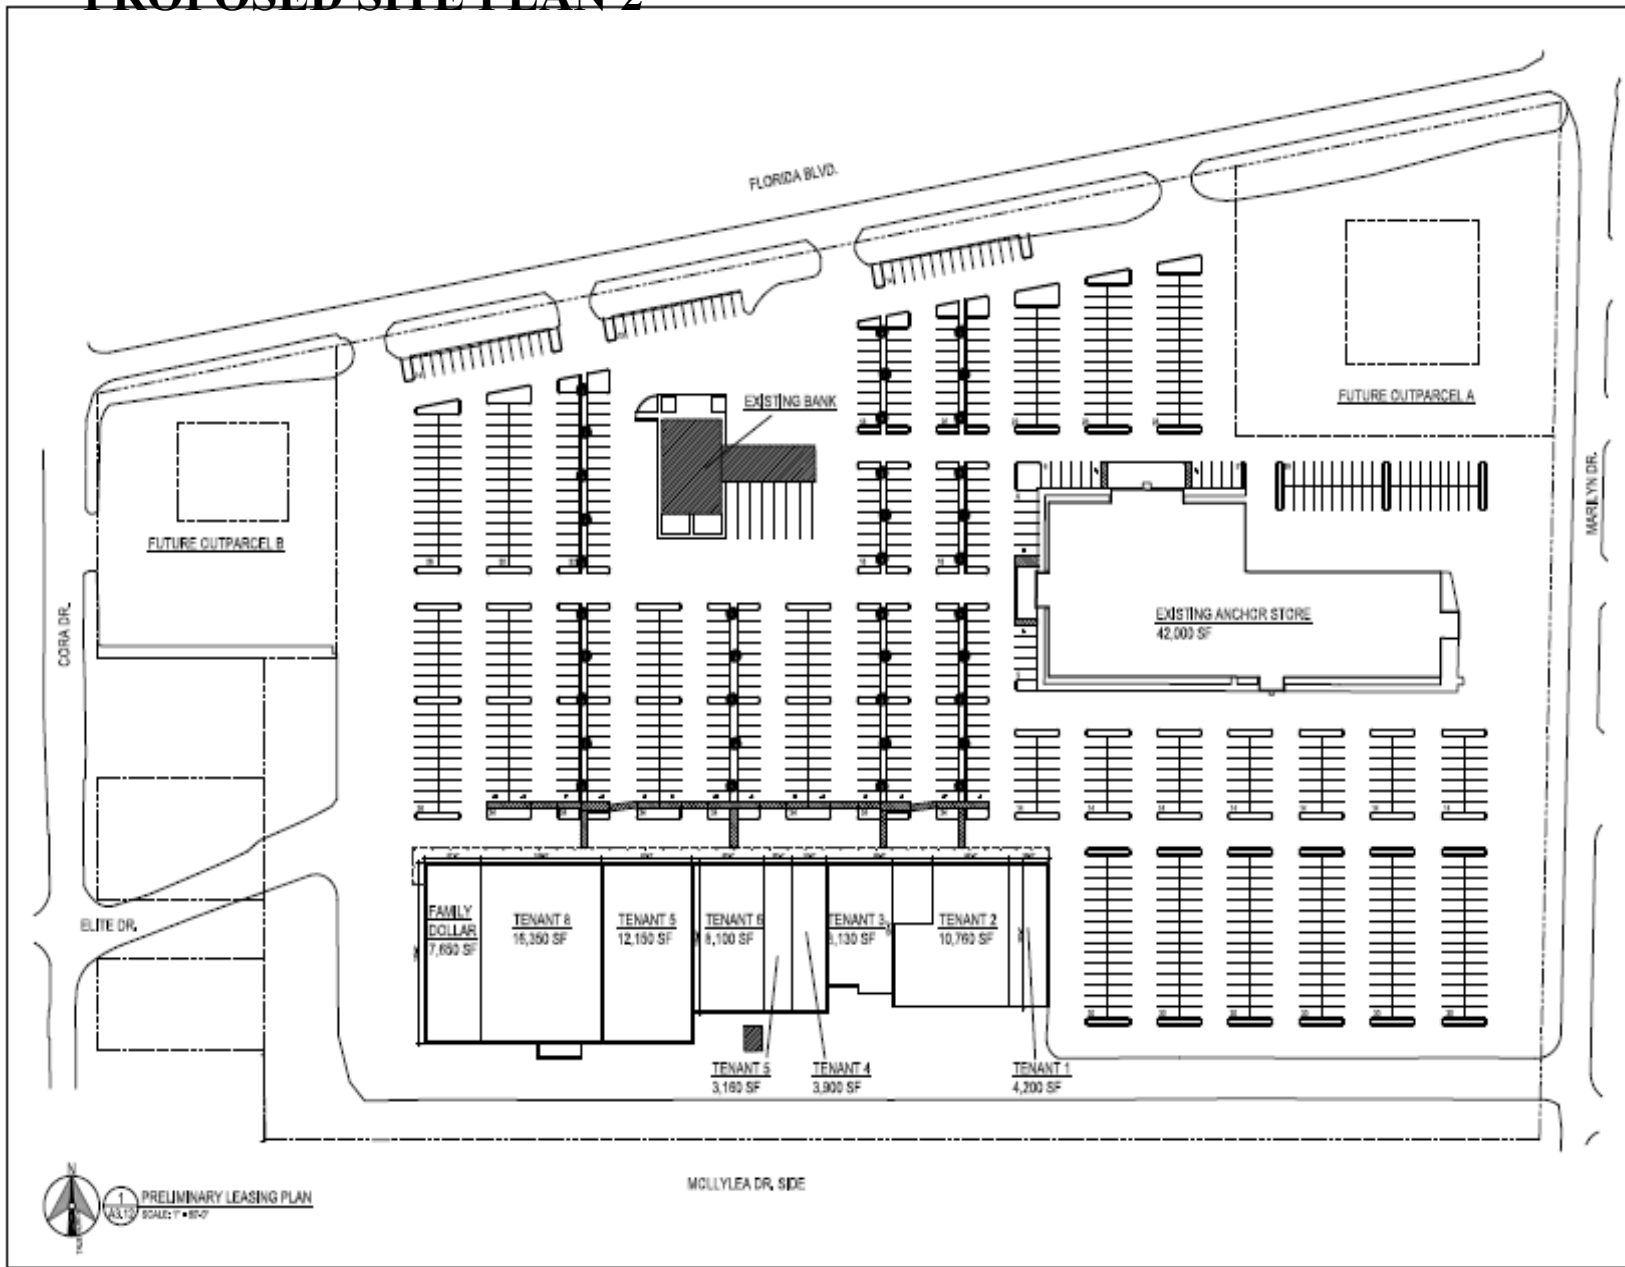 PROPOSED SITE PLAN 2
FLORIDA BLVD.
EXISTING BANK
FUTURE OUTPARCEL A
FUTURE OUTPARCEL B
MARILYN DR.
CORA DR.
EXISTING ANCHOR STORE
42,000 SF
ELITE DR.
FAMILY
DOLLAR
7,650 SF
TENANT 8
16,350 SF
TENANT 5
12,150 SF
TENANT 6
TENANT 3
TENANT 2
10,760 SF
TENANT 5
3,160 SF
TENANT 4
3,900 SF
TENANT 1
4,200 SF
MOLLYLEA DR. SIDE
N
1
A3.12
PRELIMINARY LEASING PLAN